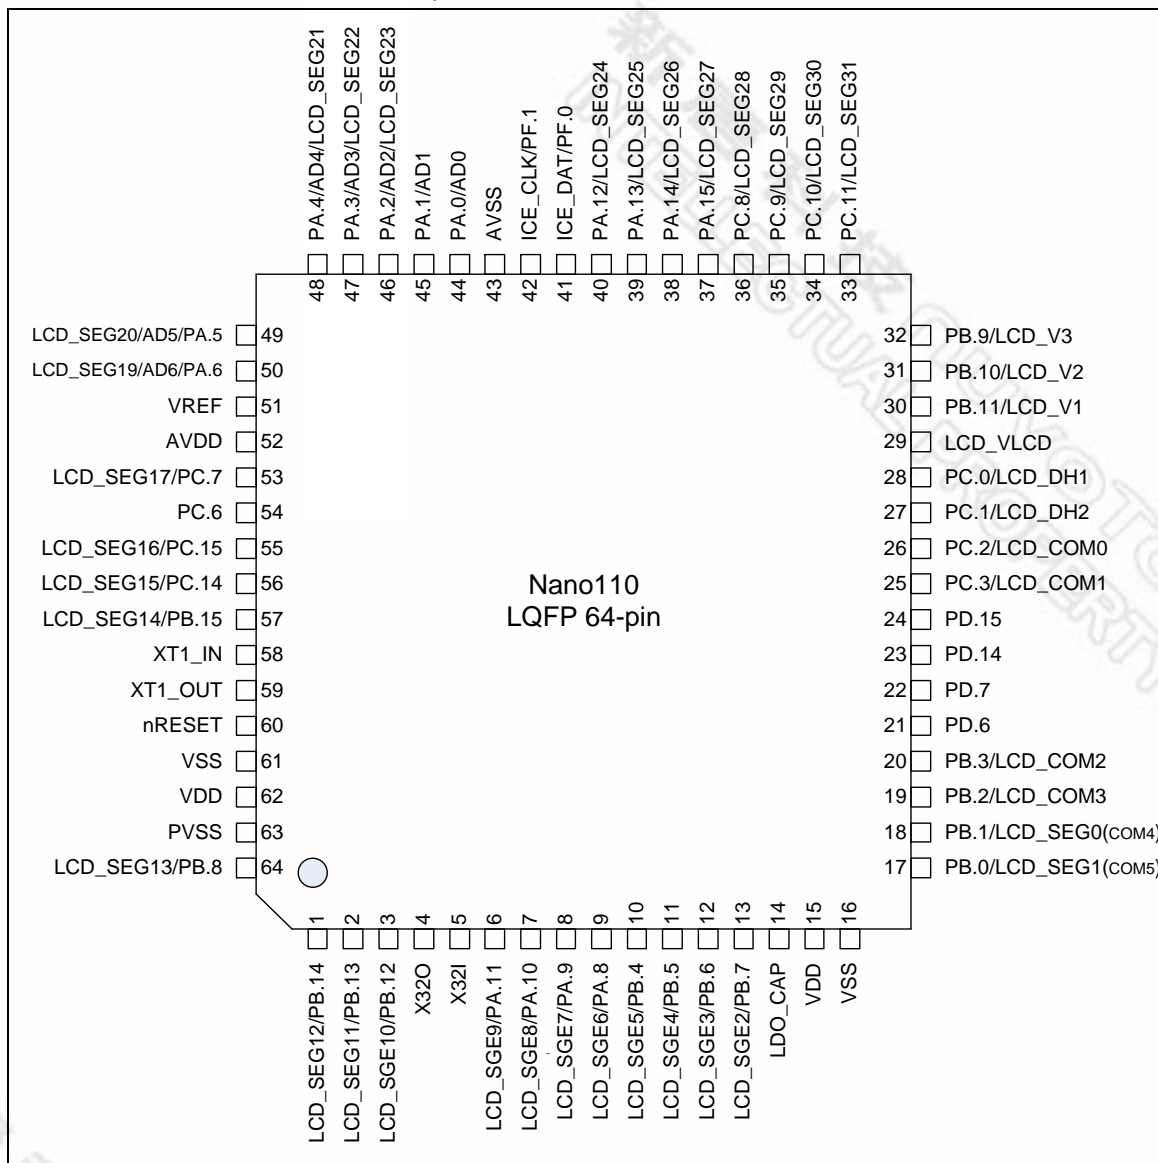 PA.4/AD4/LCD_SEG21
PA.3/AD3/LCD_SEG22
PA.2/AD2/LCD_SEG23
PA.1/AD1
PA.0/AD0
AVSS
ICE_CLK/PF.1
ICE_DAT/PF.0
PA.12/LCD_SEG24
PA.13/LCD_SEG25
PA.14/LCD_SEG26
PA.15/LCD_SEG27
PC.8/LCD_SEG28
PC.9/LCD_SEG29
PC.10/LCD_SEG30
PC.11/LCD_SEG31
48 47 46 45 44 43 42 41 40 39 38 37 36 35 34 33
LCD_SEG20/AD5/PA.5 49
LCD_SEG19/AD6/PA.6 50
VREF 51
AVDD 52
LCD_SEG17/PC.7 53
PC.6 54
LCD_SEG16/PC.15 55
LCD_SEG15/PC.14 56
LCD_SEG14/PB.15 57
XT1_IN 58
XT1_OUT 59
nRESET 60
VSS 61
VDD 62
PVSS 63
LCD_SEG13/PB.8 64
Nano110
LQFP 64-pin
32 PB.9/LCD_V3
31 PB.10/LCD_V2
30 PB.11/LCD_V1
29 LCD_VLCD
28 PC.0/LCD_DH1
27 PC.1/LCD_DH2
26 PC.2/LCD_COM0
25 PC.3/LCD_COM1
24 PD.15
23 PD.14
22 PD.7
21 PD.6
20 PB.3/LCD_COM2
19 PB.2/LCD_COM3
18 PB.1/LCD_SEG0(COM4)
17 PB.0/LCD_SEG1(COM5)
1 2 3 4 5 6 7 8 9 10 11 12 13 14 15 16
LCD_SEG12/PB.14
LCD_SEG11/PB.13
LCD_SGE10/PB.12
X32O
X32I
LCD_SGE9/PA.11
LCD_SGE8/PA.10
LCD_SGE7/PA.9
LCD_SGE6/PA.8
LCD_SGE5/PB.4
LCD_SGE4/PB.5
LCD_SGE3/PB.6
LCD_SGE2/PB.7
LDO_CAP
VDD
VSS
INTELLECTUAL PROPERTY